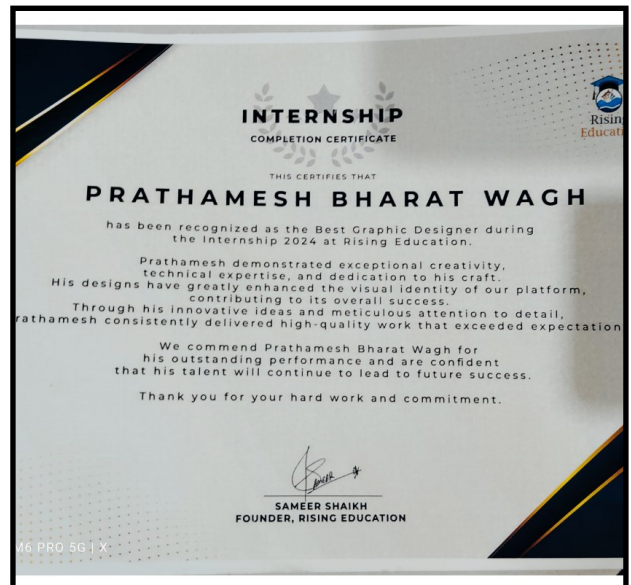 INTERNSHIP
COMPLETION CERTIFICATE
Rising
Educati
THIS CERTIFIES THAT
PRATHAMESH BHARAT WAGH
has been recognized as the Best Graphic Designer during
the Internship 2024 at Rising Education.
Prathamesh demonstrated exceptional creativity,
technical expertise, and dedication to his craft.
His designs have greatly enhanced the visual identity of our platform,
contributing to its overall success.
Through his innovative ideas and meticulous attention to detail,
rathamesh consistently delivered high-quality work that exceeded expectation
We commend Prathamesh Bharat Wagh for
his outstanding performance and are confident
that his talent will continue to lead to future success.
Thank you for your hard work and commitment.
SAMEER SHAIKH
FOUNDER, RISING EDUCATION
M6 PRO 5G | X